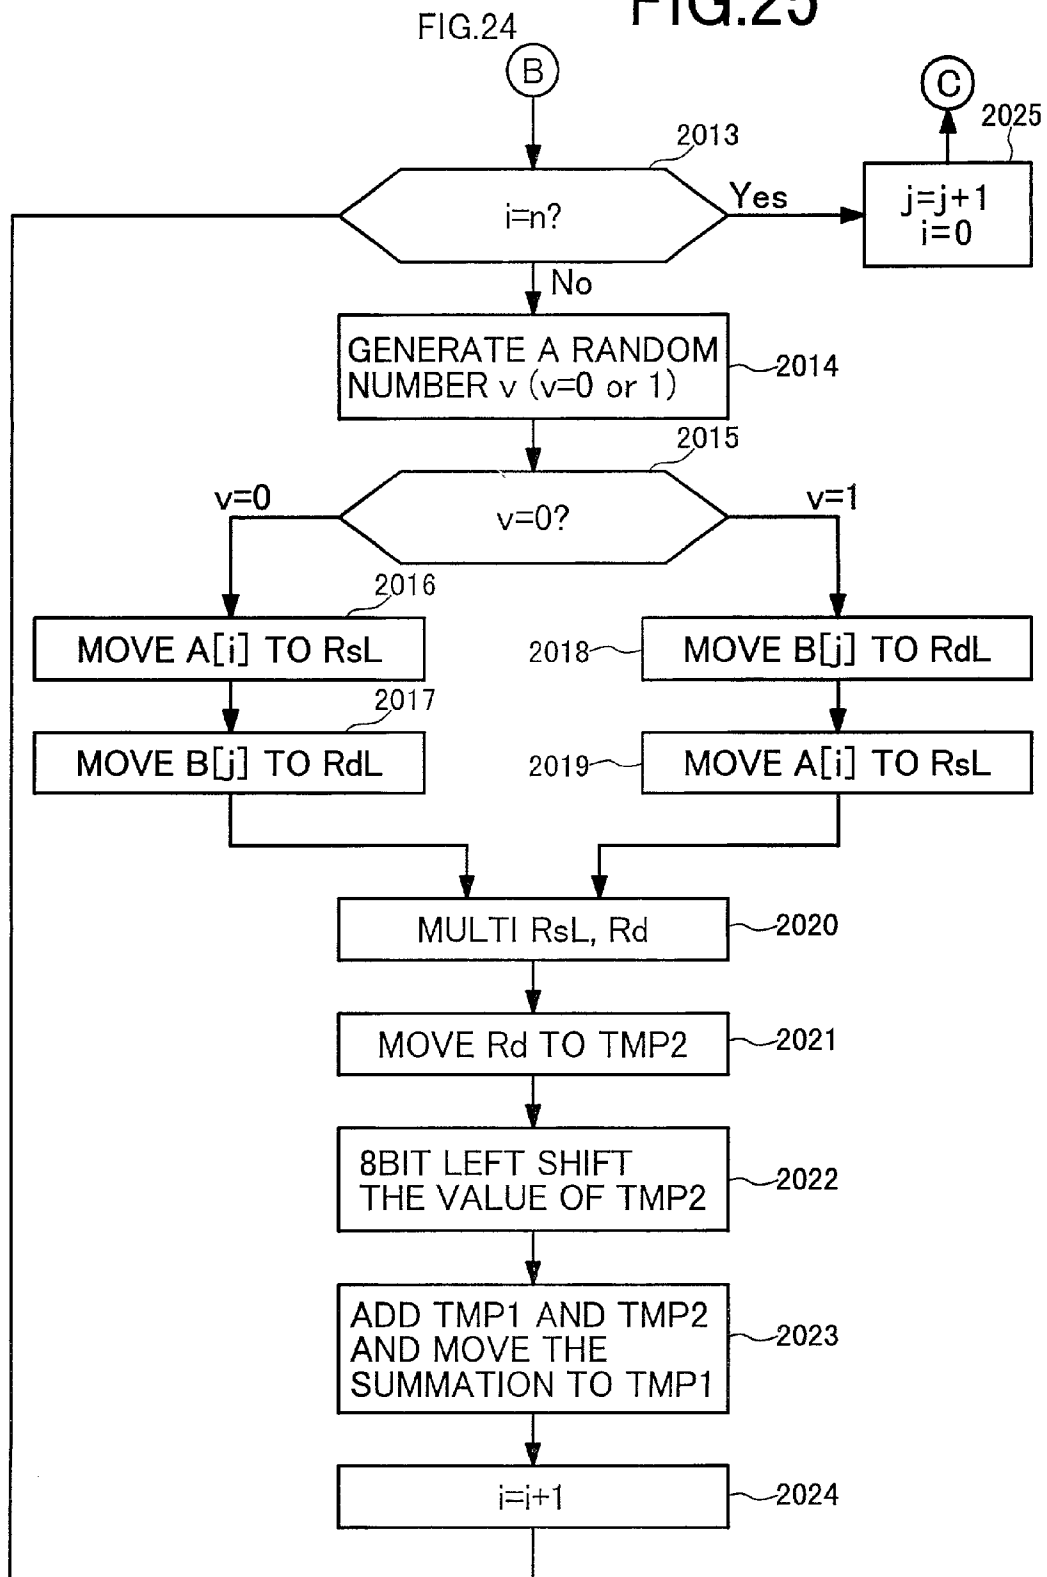 FIG.25
FIG.24
B
C
2025
2013
i=n?
Yes
j=j+1
i=0
No
GENERATE A RANDOM
NUMBER v (v=0 or 1)
2014
2015
v=0
v=0?
v=1
2016
MOVE A[i] TO RsL
2018
MOVE B[j] TO RdL
2017
MOVE B[j] TO RdL
2019
MOVE A[i] TO RsL
MULTI RsL, Rd
2020
MOVE Rd TO TMP2
2021
8BIT LEFT SHIFT
THE VALUE OF TMP2
2022
ADD TMP1 AND TMP2
AND MOVE THE
SUMMATION TO TMP1
2023
i=i+1
2024